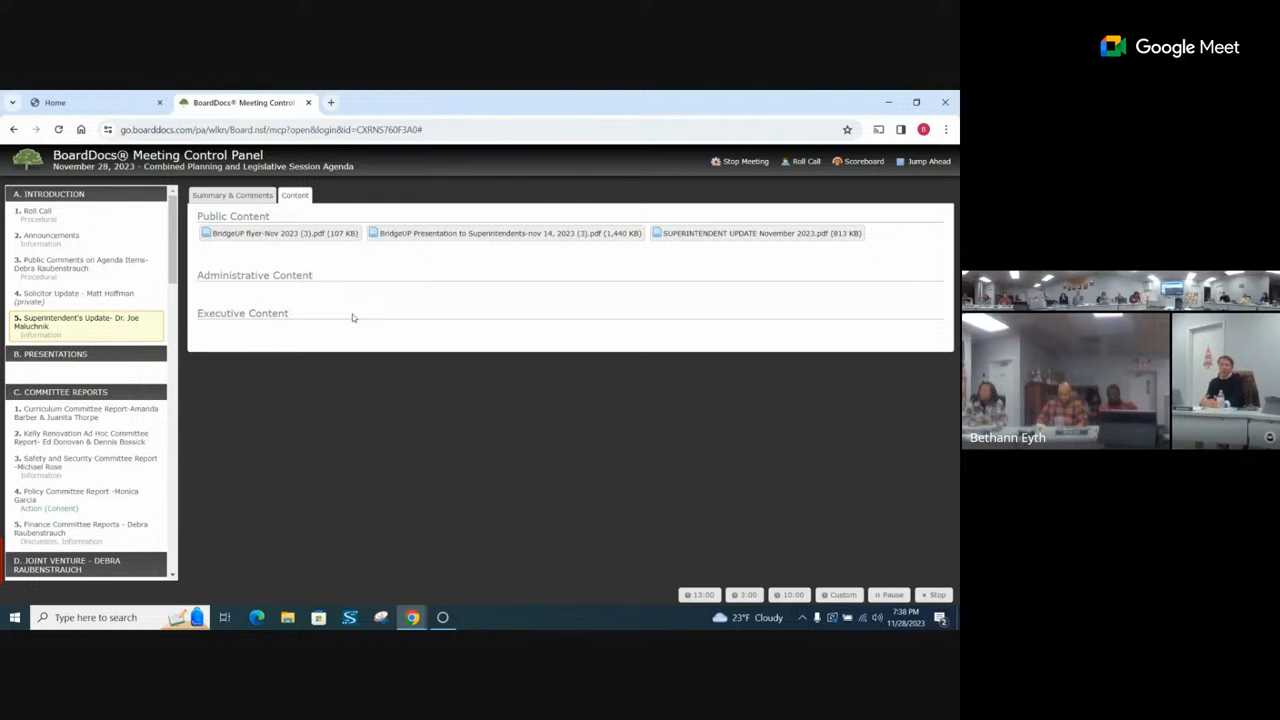 Google Meet
Home
BoardDocs® Meeting Control
go.boarddocs.com/pa/wlkn/Board.nsf/mcp?open&login&id=CXRNS760F3A0#
BoardDocs® Meeting Control Panel
November 28, 2023 - Combined Planning and Legislative Session Agenda
Stop Meeting
Roll Call
Scoreboard
Jump Ahead
A. INTRODUCTION
1. Roll Call
Procedural
2. Announcements
Information
3. Public Comments on Agenda Items-
Debra Raubenstrauch
Procedural
4. Solicitor Update - Matt Hoffman
(private)
5. Superintendent's Update- Dr. Joe
Maluchnik
Information
B. PRESENTATIONS
C. COMMITTEE REPORTS
1. Curriculum Committee Report-Amanda
Barber & Juanita Thorpe
2. Kelly Renovation Ad Hoc Committee
Report- Ed Donovan & Dennis Bossick
3. Safety and Security Committee Report
-Michael Rose
Information
4. Policy Committee Report -Monica
Garcia
Action (Consent)
5. Finance Committee Reports - Debra
Raubenstrauch
Discussion, Information
D. JOINT VENTURE - DEBRA
RAUBENSTRAUCH
Summary & Comments
Content
Public Content
BridgeUP flyer-Nov 2023 (3).pdf (107 KB)
BridgeUP Presentation to Superintendents-nov 14, 2023 (3).pdf (1,440 KB)
SUPERINTENDENT UPDATE November 2023.pdf (813 KB)
Administrative Content
Executive Content
Bethann Eyth
13:00
3:00
10:00
Custom
Pause
Stop
Type here to search
23°F Cloudy
7:38 PM
11/28/2023
2